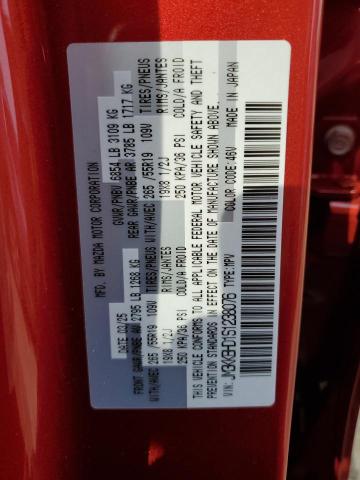 MFD. BY MAZDA MOTOR CORPORATION
DATE 03/25 GVWR/PNBV 6854 LB 3109 KG
FRONT GAWR/PNBE AV 2795 LB 1268 KG REAR GAWR/PNBE AR 3785 LB 1717 KG
WITH/AVEC 265 /55R19 109V TIRES/PNEUS WITH/AVEC 265 /55R19 109V TIRES/PNEUS
19X8 1/2J RIMS/JANTES 19X8 1/2J RIMS/JANTES
250 KPA/36 PSI COLD/A FROID 250 KPA/36 PSI COLD/A FROID
THIS VEHICLE CONFORMS TO ALL APPLICABLE FEDERAL MOTOR VEHICLE SAFETY AND THEFT
PREVENTION STANDARDS IN EFFECT ON THE DATE OF MANUFACTURE SHOWN ABOVE.
JM3KKBHD1S1238076 TYPE:MPV COLOR CODE:46V MADE IN JAPAN